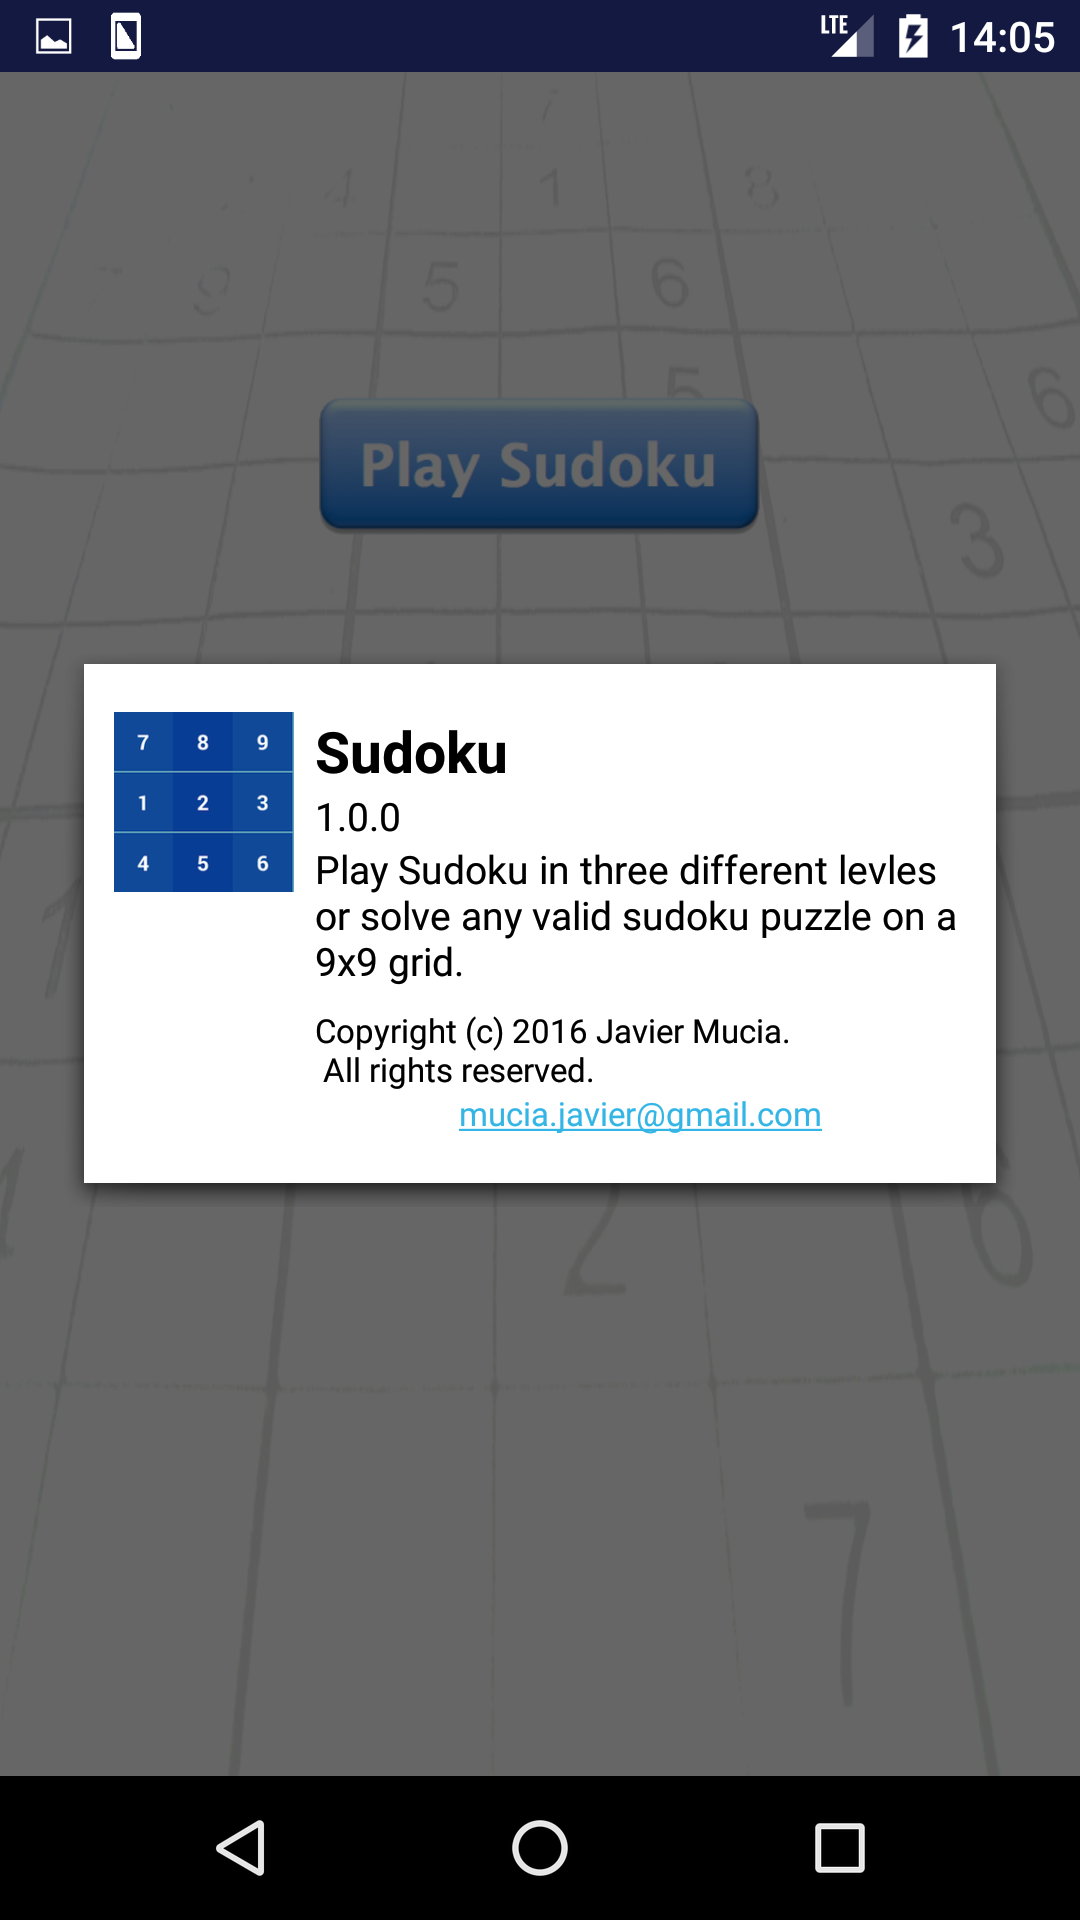 LTE 14:05
7
4 1 8
9 5 6
5 6
Play Sudoku
3
7 8 9
1 2 3
4 5 6
Sudoku
1.0.0
Play Sudoku in three different levles
or solve any valid sudoku puzzle on a
9x9 grid.
Copyright (c) 2016 Javier Mucia.
All rights reserved.
mucia.javier@gmail.com
1
2 6
7